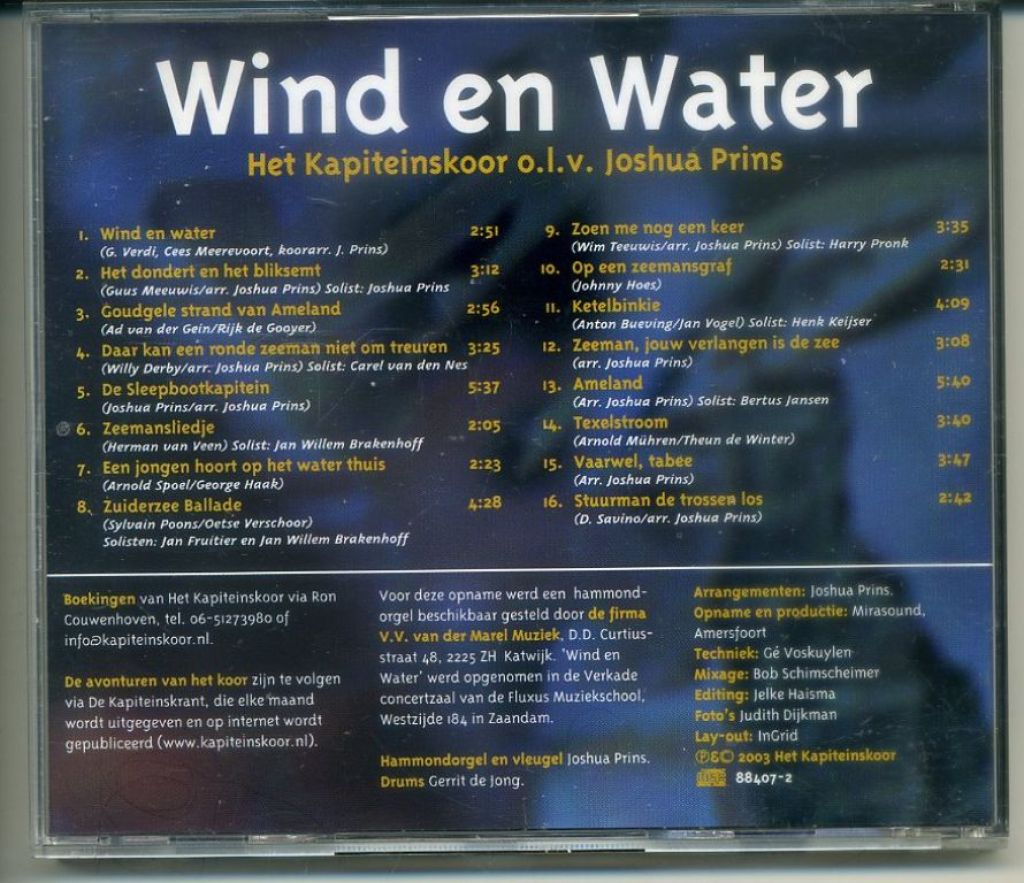 Wind en Water
Het Kapiteinskoor o.l.v. Joshua Prins
1. Wind en water 2:51
(G. Verdi, Cees Meerevoort, koorarr. J. Prins)
2. Het dondert en het bliksemt 3:12
(Guus Meeuwis/arr. Joshua Prins) Solist: Joshua Prins
3. Goudgele strand van Ameland 2:56
(Ad van der Gein/Rijk de Gooyer)
4. Daar kan een ronde zeeman niet om treuren 3:25
(Willy Derby/arr. Joshua Prins) Solist: Carel van den Nes
5. De Sleepbootkapitein 5:37
(Joshua Prins/arr. Joshua Prins)
6. Zeemansliedje 2:05
(Herman van Veen) Solist: Jan Willem Brakenhoff
7. Een jongen hoort op het water thuis 2:23
(Arnold Spoel/George Haak)
8. Zuiderzee Ballade 4:28
(Sylvain Poons/Oetse Verschoor)
Solisten: Jan Fruitier en Jan Willem Brakenhoff
9. Zoen me nog een keer 3:35
(Wim Teeuwis/arr. Joshua Prins) Solist: Harry Pronk
10. Op een zeemansgraf 2:31
(Johnny Hoes)
11. Ketelbinkie 4:09
(Anton Bueving/Jan Vogel) Solist: Henk Keijser
12. Zeeman, jouw verlangen is de zee 3:08
(arr. Joshua Prins)
13. Ameland 5:40
(Arr. Joshua Prins) Solist: Bertus Jansen
14. Texelstroom 3:40
(Arnold Mühren/Theun de Winter)
15. Vaarwel, tabee 3:47
(Arr. Joshua Prins)
16. Stuurman de trossen los 2:42
(D. Savino/arr. Joshua Prins)
Boekingen van Het Kapiteinskoor via Ron
Couwenhoven, tel. 06-51273980 of
info@kapiteinskoor.nl.
De avonturen van het koor zijn te volgen
via De Kapiteinskrant, die elke maand
wordt uitgegeven en op internet wordt
gepubliceerd (www.kapiteinskoor.nl).
Voor deze opname werd een hammond-
orgel beschikbaar gesteld door de firma
V.V. van der Marel Muziek, D.D. Curtius-
straat 48, 2225 ZH Katwijk. 'Wind en
Water' werd opgenomen in de Verkade
concertzaal van de Fluxus Muziekschool,
Westzijde 184 in Zaandam.
Hammondorgel en vleugel Joshua Prins.
Drums Gerrit de Jong.
Arrangementen: Joshua Prins.
Opname en productie: Mirasound,
Amersfoort
Techniek: Gé Voskuylen
Mixage: Bob Schimscheimer
Editing: Jelke Haisma
Foto's Judith Dijkman
Lay-out: InGrid
℗&© 2003 Het Kapiteinskoor
disc 88407-2